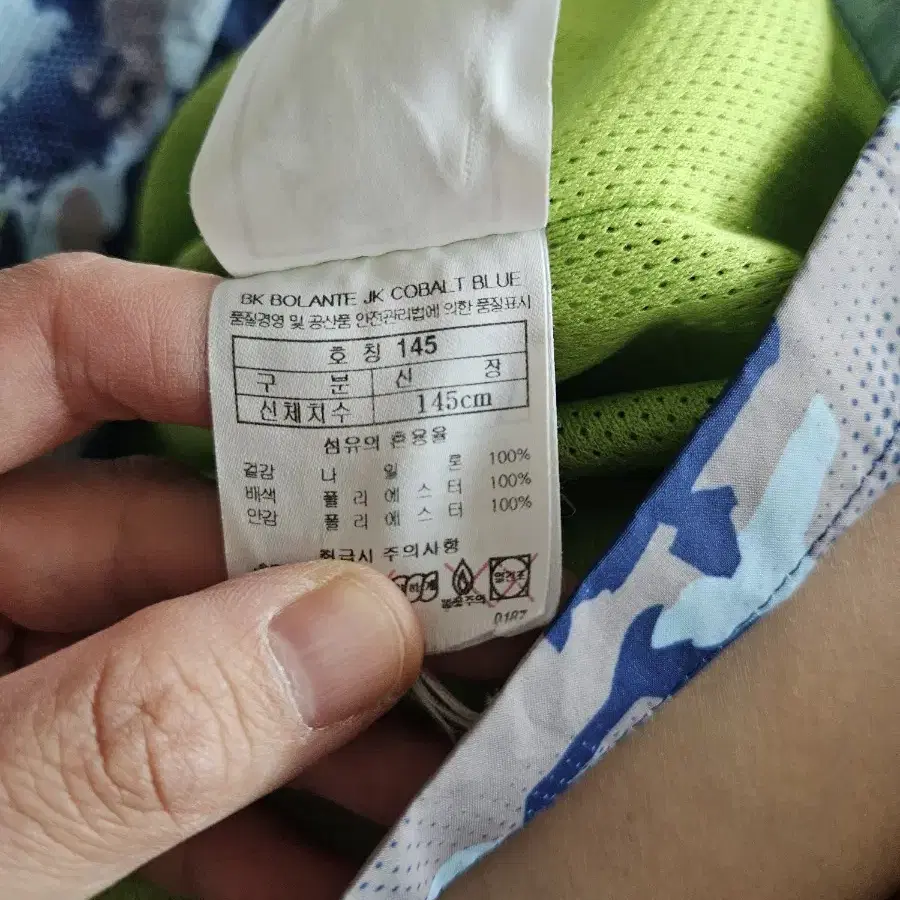 BK BOLANTE JK COBALT BLUE
품질경영 및 공산품 안전관리법에 의한 품질표시
호 칭 145
구 분 신 장
신체치수 145cm
섬유의 혼용율
겉감 나 일 론 100%
배색 폴 리 에 스 터 100%
안감 폴 리 에 스 터 100%
취급시 주의사항
0187